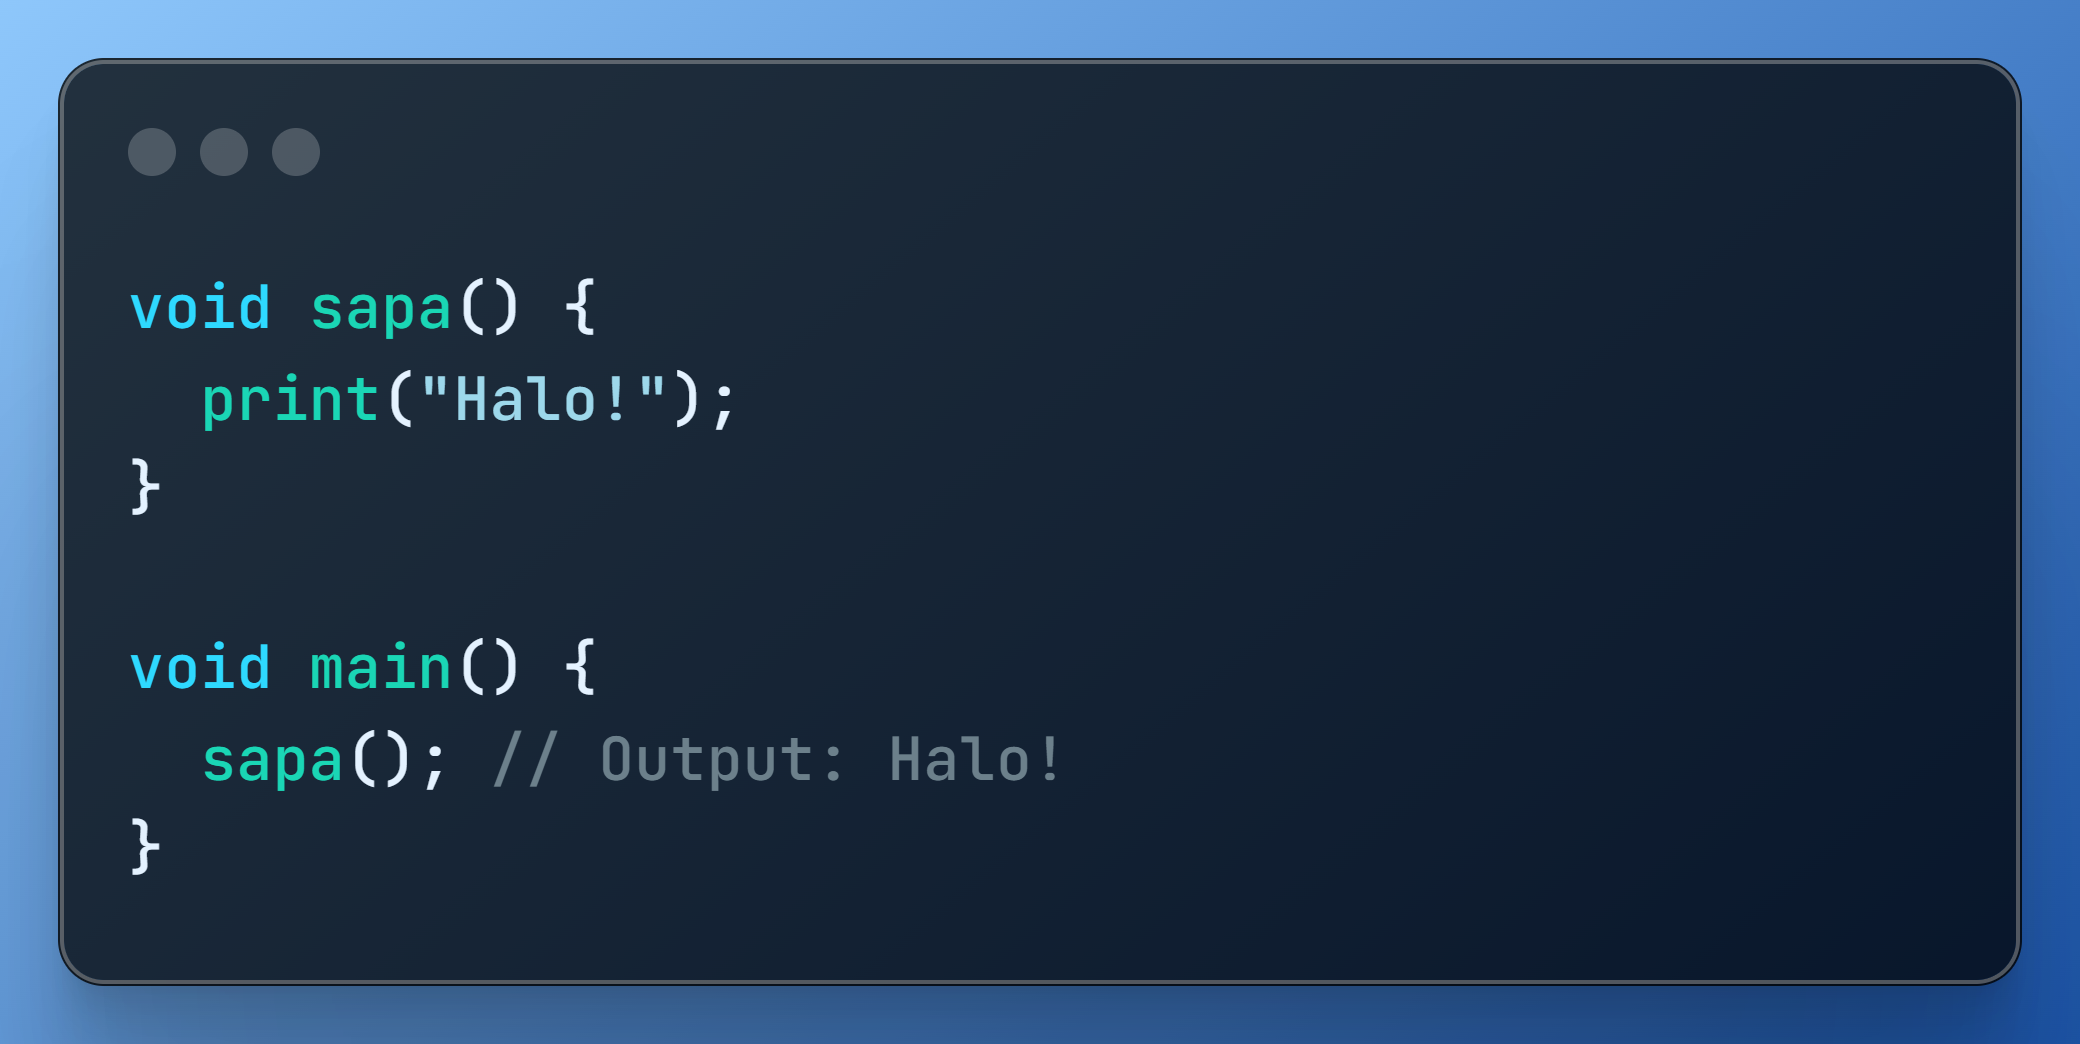 void sapa() {
  print("Halo!");
}

void main() {
  sapa(); // Output: Halo!
}